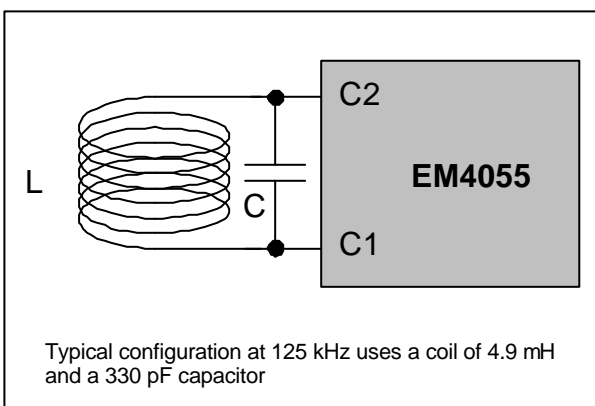 C2
L
EM4055
C
C1
Typical configuration at 125 kHz uses a coil of 4.9 mH
and a 330 pF capacitor